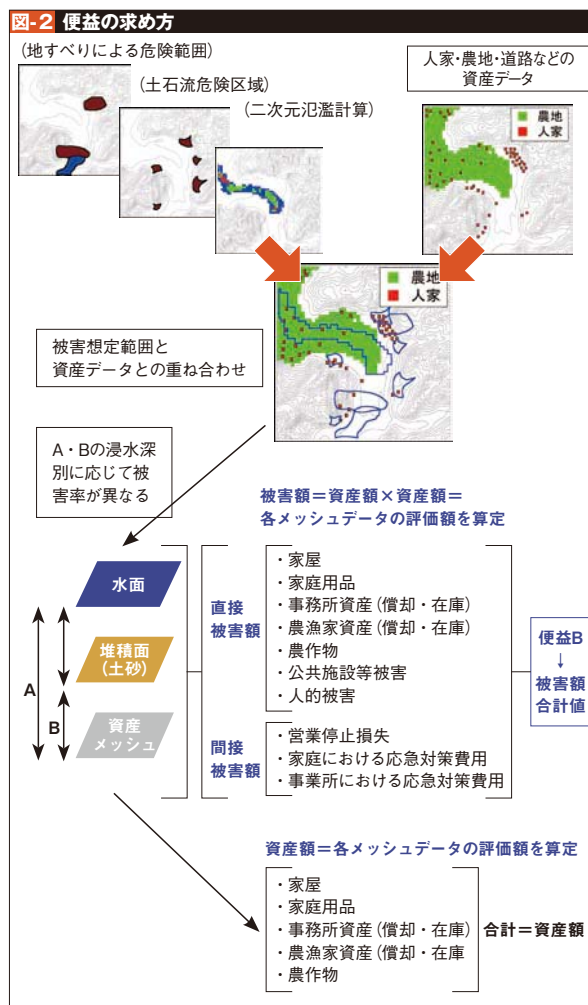 図-2 便益の求め方
(地すべりによる危険範囲)
(土石流危険区域)
(二次元氾濫計算)
人家・農地・道路などの
資産データ
農地
人家
農地
人家
被害想定範囲と
資産データとの重ね合わせ
A・Bの浸水深
別に応じて被
害率が異なる
被害額＝資産額×資産額＝
各メッシュデータの評価額を算定
水面
堆積面
(土砂)
資産
メッシュ
A
B
直接
被害額
・家屋
・家庭用品
・事務所資産(償却・在庫)
・農漁家資産(償却・在庫)
・農作物
・公共施設等被害
・人的被害
間接
被害額
・営業停止損失
・家庭における応急対策費用
・事業所における応急対策費用
便益B
↓
被害額
合計値
資産額＝各メッシュデータの評価額を算定
・家屋
・家庭用品
・事務所資産(償却・在庫)
・農漁家資産(償却・在庫
・農作物
合計＝資産額